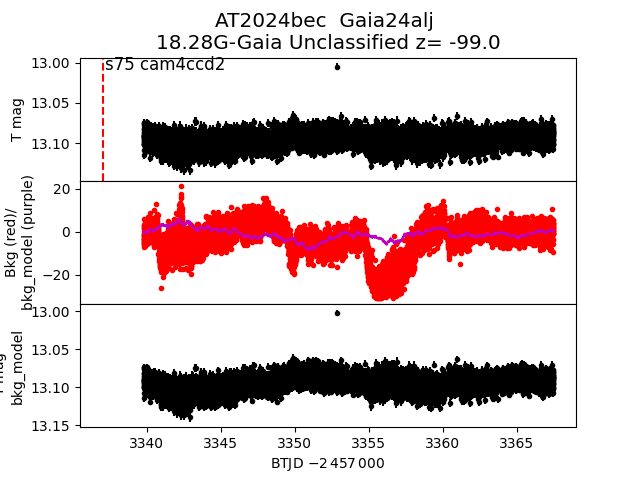 AT2024bec  Gaia24alj
18.28G-Gaia Unclassified z= -99.0
s75 cam4ccd2
13.00
13.05
13.10
T mag
20
0
−20
Bkg (red)/
bkg_model (purple)
13.00
13.05
13.10
13.15
mag
bkg_model
3340
3345
3350
3355
3360
3365
BTJD −2 457 000